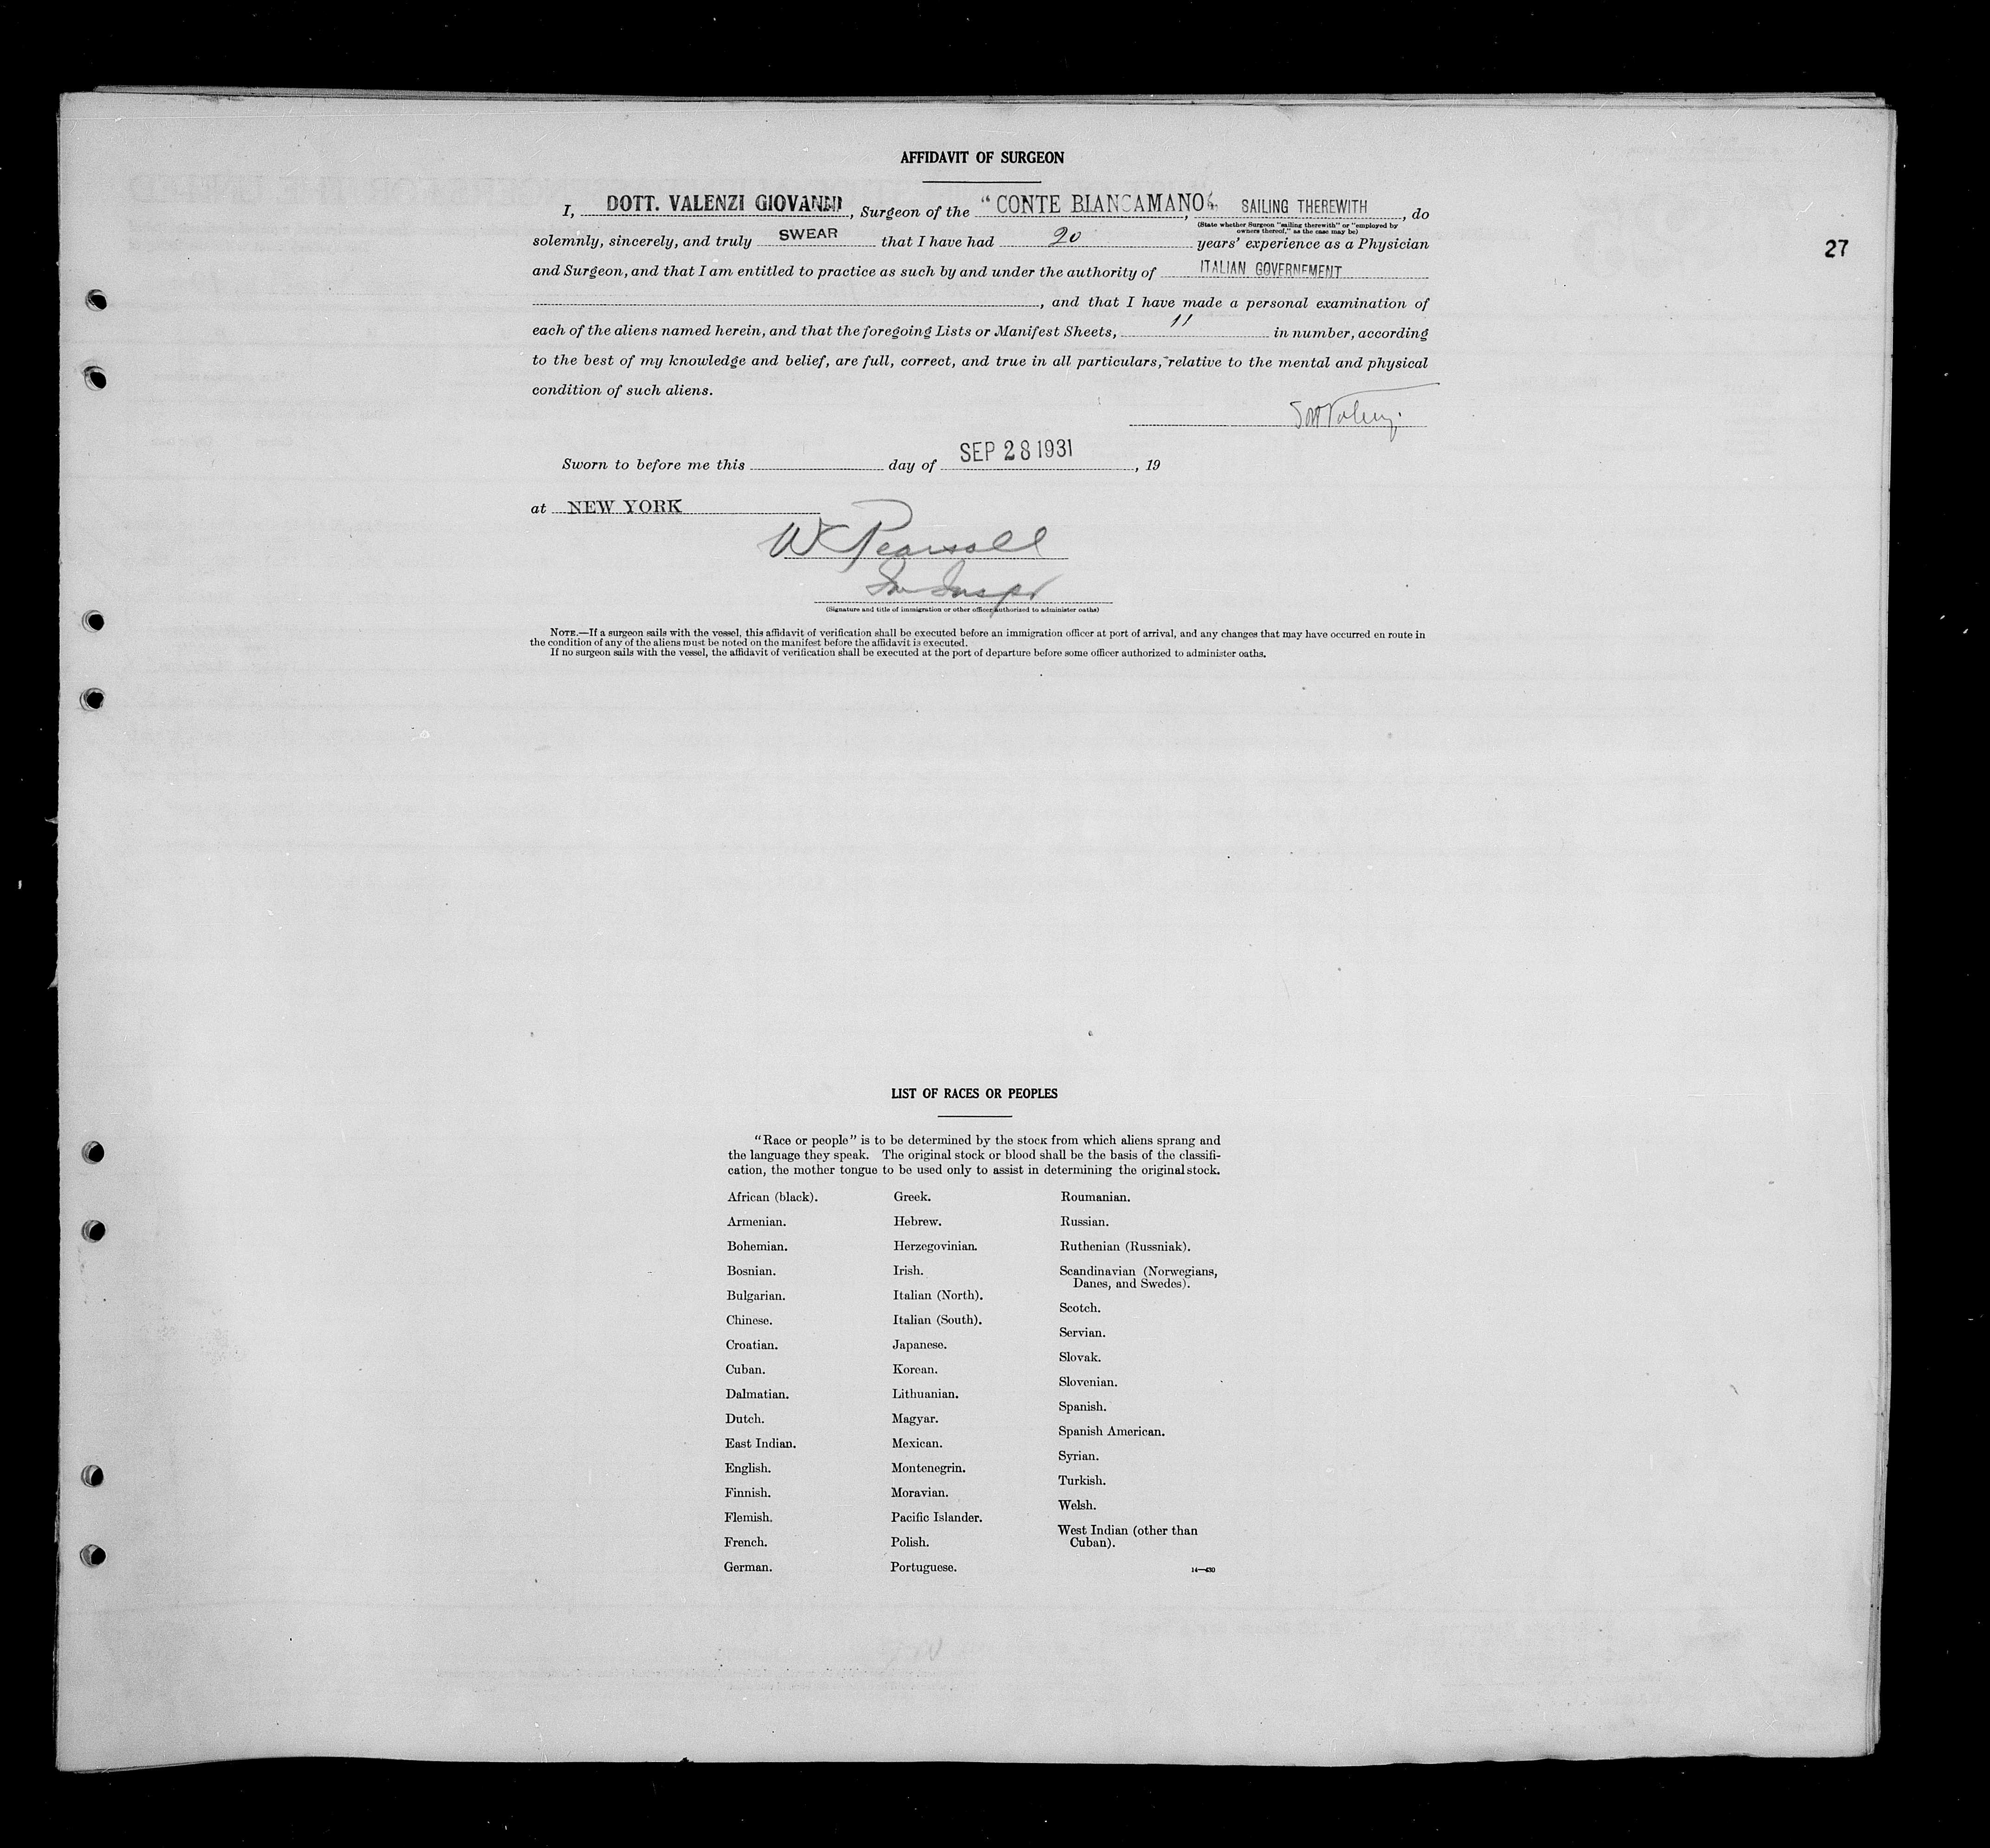 AFFIDAVIT OF SURGEON
I, DOTT. VALENZI GIOVANNI, Surgeon of the "CONTE BIANCAMANO", SAILING THEREWITH, do
(State whether Surgeon "sailing therewith" or "employed by
owners thereof," as the case may be)
solemnly, sincerely, and truly SWEAR that I have had 20 years' experience as a Physician
27
and Surgeon, and that I am entitled to practice as such by and under the authority of ITALIAN GOVERNEMENT
, and that I have made a personal examination of
each of the aliens named herein, and that the foregoing Lists or Manifest Sheets, 11 in number, according
to the best of my knowledge and belief, are full, correct, and true in all particulars, relative to the mental and physical
condition of such aliens.
Sworn to before me this day of SEP 28 1931, 19
at NEW YORK
W Pearsall
(Signature and title of immigration or other officer authorized to administer oaths)
NOTE.—If a surgeon sails with the vessel, this affidavit of verification shall be executed before an immigration officer at port of arrival, and any changes that may have occurred en route in
the condition of any of the aliens must be noted on the manifest before the affidavit is executed.
If no surgeon sails with the vessel, the affidavit of verification shall be executed at the port of departure before some officer authorized to administer oaths.
LIST OF RACES OR PEOPLES
"Race or people" is to be determined by the stock from which aliens sprang and
the language they speak. The original stock or blood shall be the basis of the classifi-
cation, the mother tongue to be used only to assist in determining the original stock.
African (black).
Armenian.
Bohemian.
Bosnian.
Bulgarian.
Chinese.
Croatian.
Cuban.
Dalmatian.
Dutch.
East Indian.
English.
Finnish.
Flemish.
French.
German.
Greek.
Hebrew.
Herzegovinian.
Irish.
Italian (North).
Italian (South).
Japanese.
Korean.
Lithuanian.
Magyar.
Mexican.
Montenegrin.
Moravian.
Pacific Islander.
Polish.
Portuguese.
Roumanian.
Russian.
Ruthenian (Russniak).
Scandinavian (Norwegians,
Danes, and Swedes).
Scotch.
Servian.
Slovak.
Slovenian.
Spanish.
Spanish American.
Syrian.
Turkish.
Welsh.
West Indian (other than
Cuban).
14—430